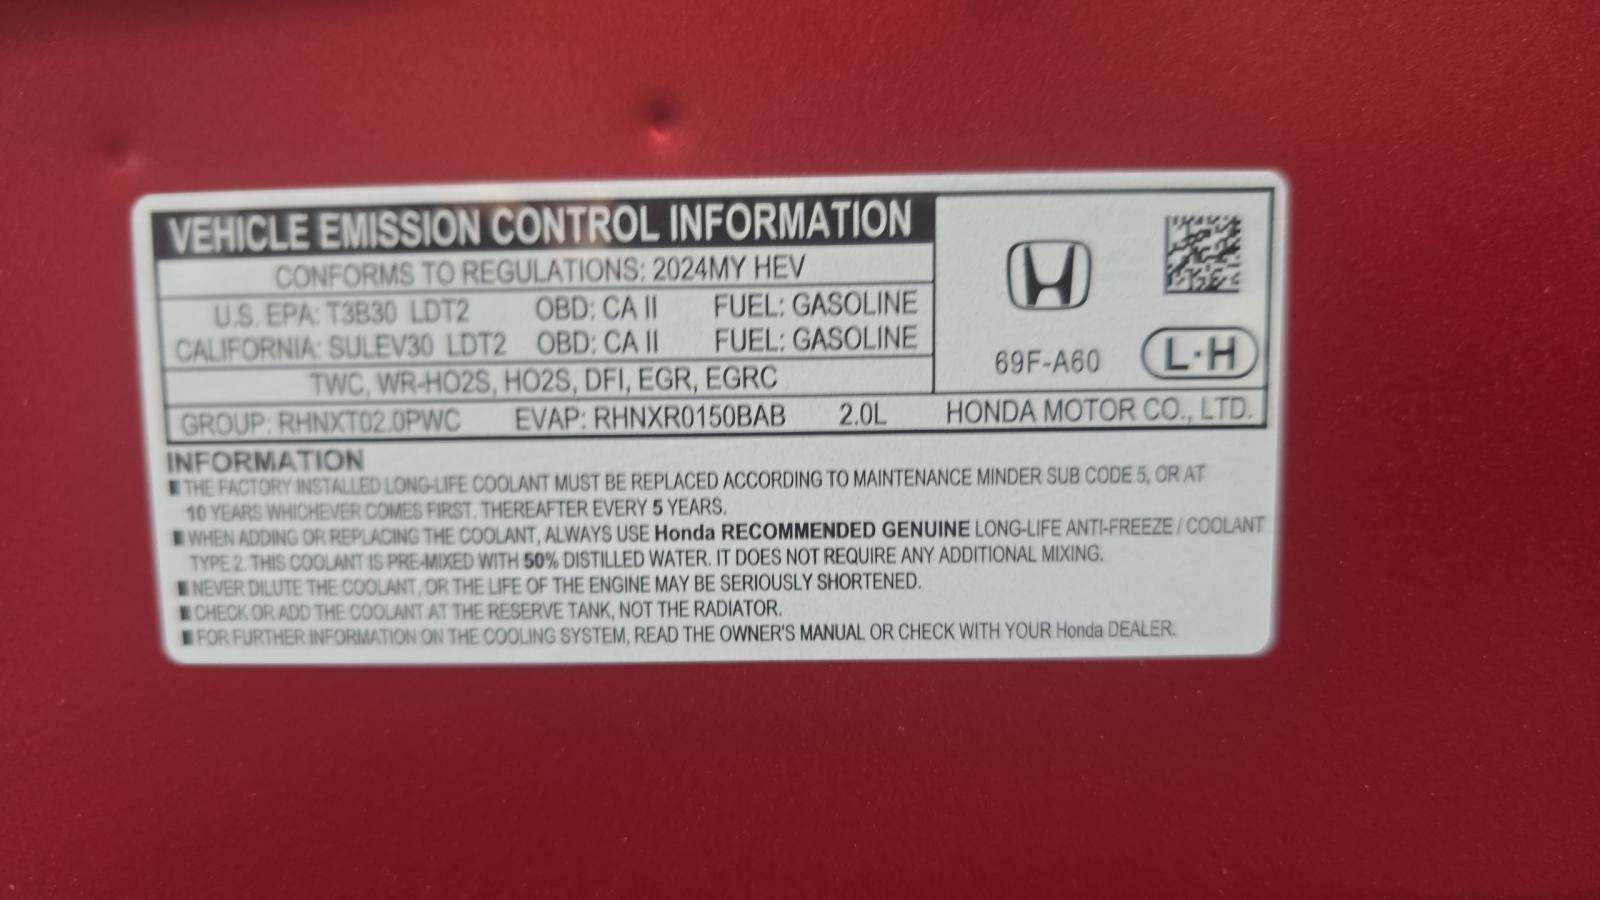 VEHICLE EMISSION CONTROL INFORMATION
CONFORMS TO REGULATIONS: 2024MY HEV
U.S. EPA: T3B30 LDT2 OBD: CA II FUEL: GASOLINE
CALIFORNIA: SULEV30 LDT2 OBD: CA II FUEL: GASOLINE
69F-A60 L·H
TWC, WR-HO2S, HO2S, DFI, EGR, EGRC
GROUP: RHNXT02.0PWC EVAP: RHNXR0150BAB 2.0L HONDA MOTOR CO., LTD.
INFORMATION
■ THE FACTORY INSTALLED LONG-LIFE COOLANT MUST BE REPLACED ACCORDING TO MAINTENANCE MINDER SUB CODE 5, OR AT
10 YEARS WHICHEVER COMES FIRST. THEREAFTER EVERY 5 YEARS.
■ WHEN ADDING OR REPLACING THE COOLANT, ALWAYS USE Honda RECOMMENDED GENUINE LONG-LIFE ANTI-FREEZE / COOLANT
TYPE 2. THIS COOLANT IS PRE-MIXED WITH 50% DISTILLED WATER. IT DOES NOT REQUIRE ANY ADDITIONAL MIXING.
■ NEVER DILUTE THE COOLANT, OR THE LIFE OF THE ENGINE MAY BE SERIOUSLY SHORTENED.
■ CHECK OR ADD THE COOLANT AT THE RESERVE TANK, NOT THE RADIATOR.
■ FOR FURTHER INFORMATION ON THE COOLING SYSTEM, READ THE OWNER'S MANUAL OR CHECK WITH YOUR Honda DEALER.